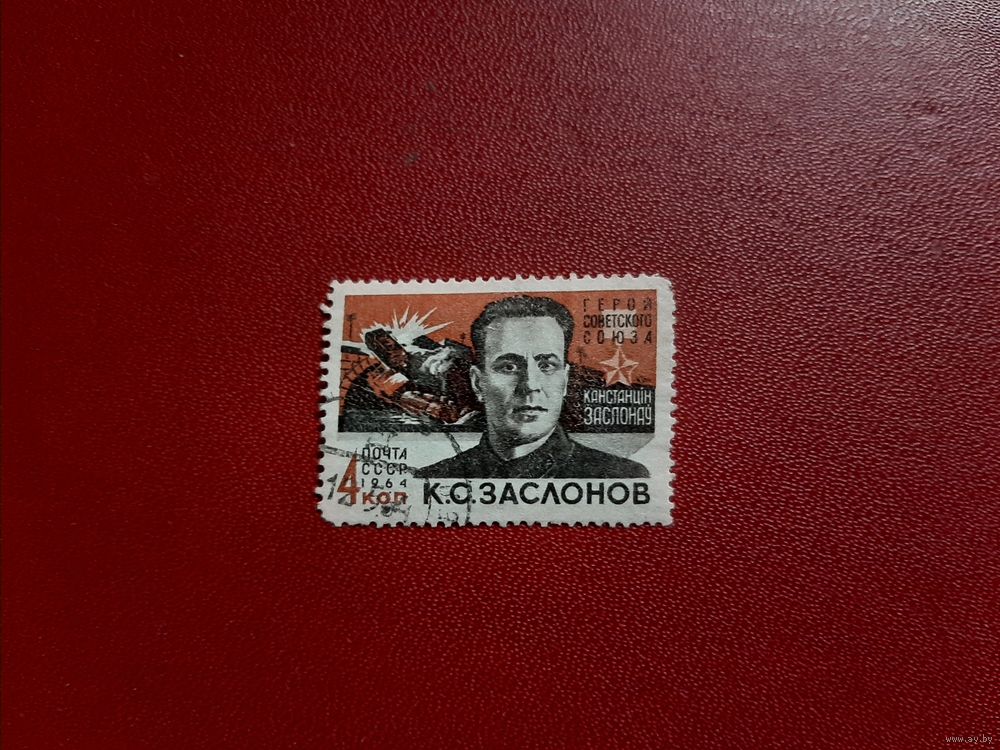 ГЕРОЙ
СОВЕТСКОГО
СОЮЗА
КАНСТАНЦІН
ЗАСЛОНАЎ
ПОЧТА
СССР
1964
4 КОП
К.С.ЗАСЛОНОВ
www.ay.by